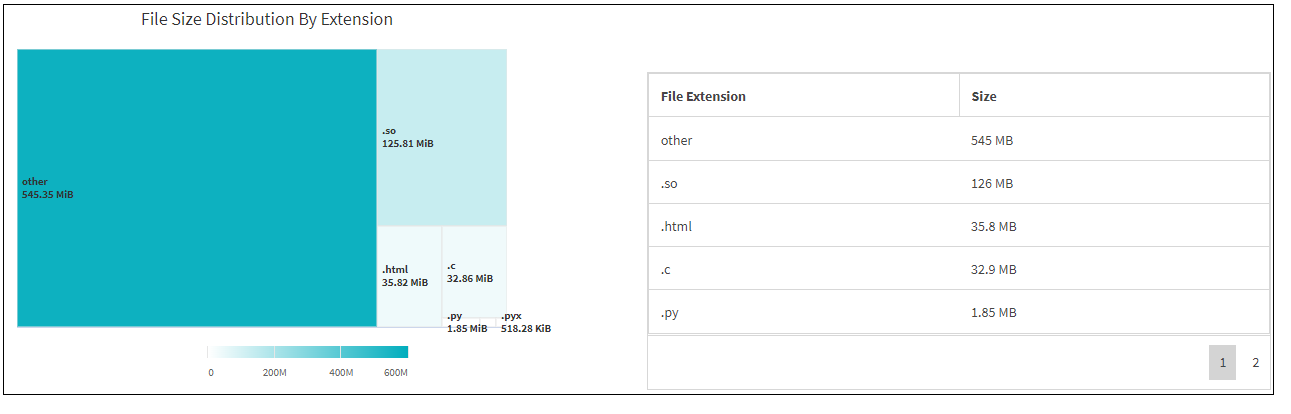 File Size Distribution By Extension
other
545.35 MiB
.so
125.81 MiB
.html
35.82 MiB
.c
32.86 MiB
.py
1.85 MiB
.pyx
518.28 KiB
0 200M 400M 600M
File Extension Size
other 545 MB
.so 126 MB
.html 35.8 MB
.c 32.9 MB
.py 1.85 MB
1 2